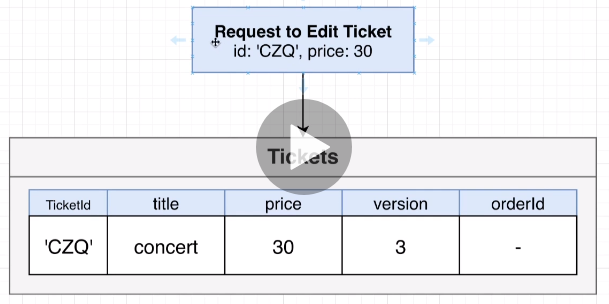 Request to Edit Ticket
id: 'CZQ', price: 30
Tickets
TicketId title price version orderId
'CZQ' concert 30 3 -